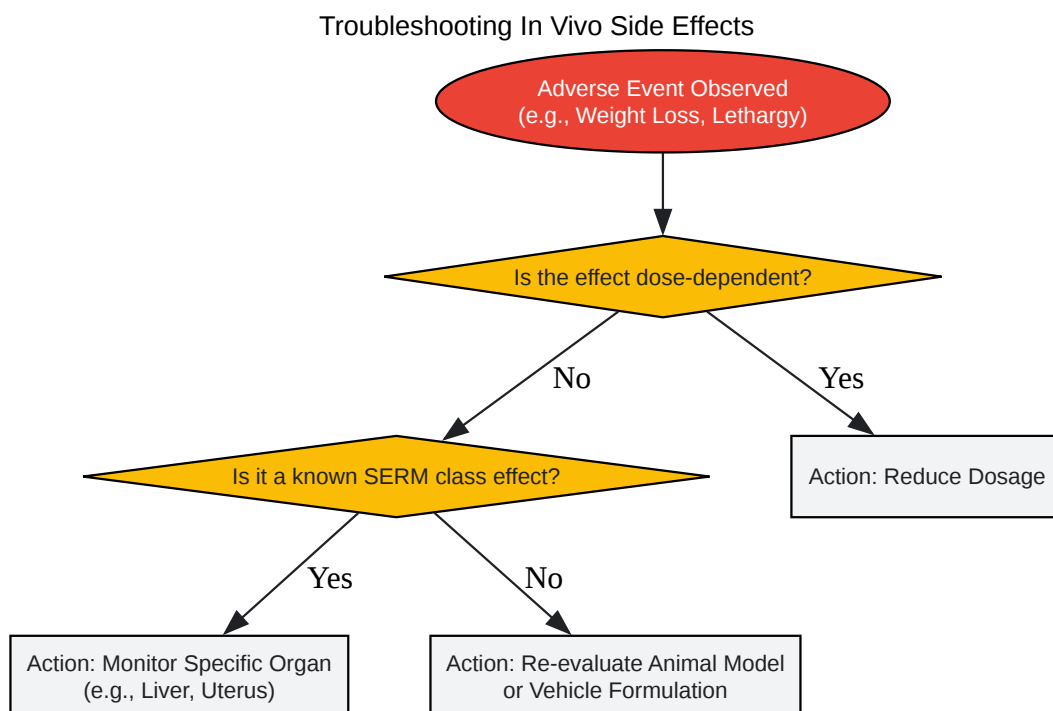 Troubleshooting In Vivo Side Effects
Adverse Event Observed
(e.g., Weight Loss, Lethargy)
Is the effect dose-dependent?
No
Yes
Is it a known SERM class effect?
Action: Reduce Dosage
Yes
No
Action: Monitor Specific Organ
(e.g., Liver, Uterus)
Action: Re-evaluate Animal Model
or Vehicle Formulation